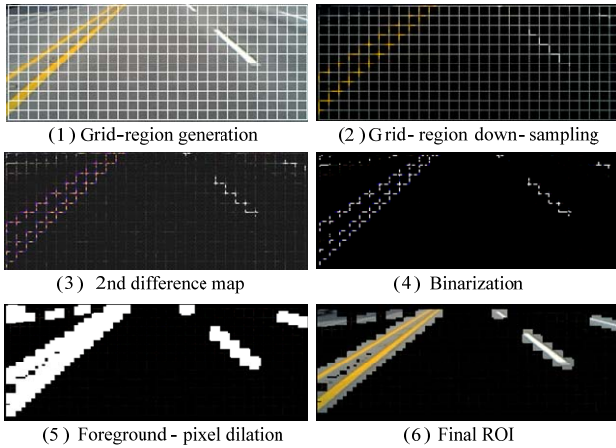 (1) Grid-region generation
(2) Grid-region down-sampling
(3) 2nd difference map
(4) Binarization
(5) Foreground-pixel dilation
(6) Final ROI